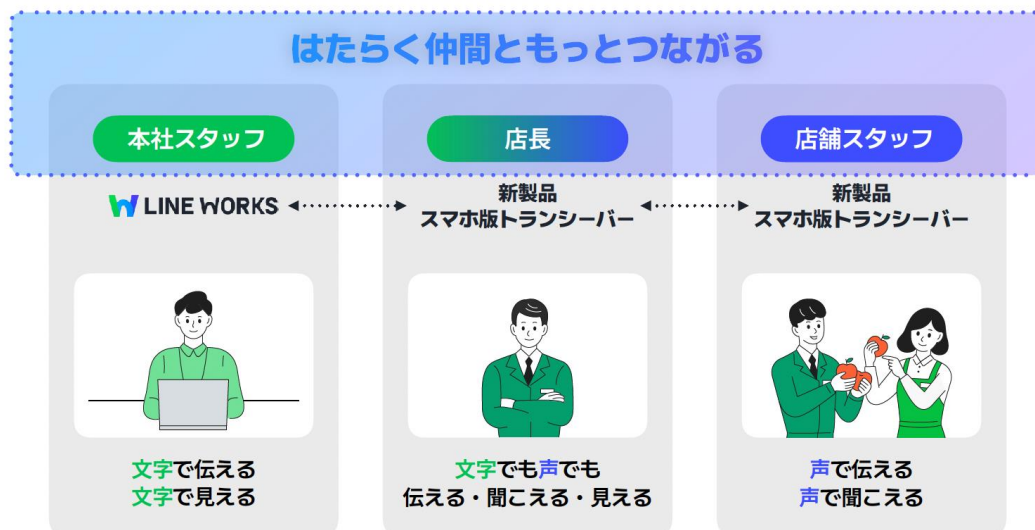 はたらく仲間ともっとつながる
本社スタッフ
LINE WORKS
文字で伝える
文字で見える
店長
新製品
スマホ版トランシーバー
文字でも声でも
伝える・聞こえる・見える
店舗スタッフ
新製品
スマホ版トランシーバー
声で伝える
声で聞こえる